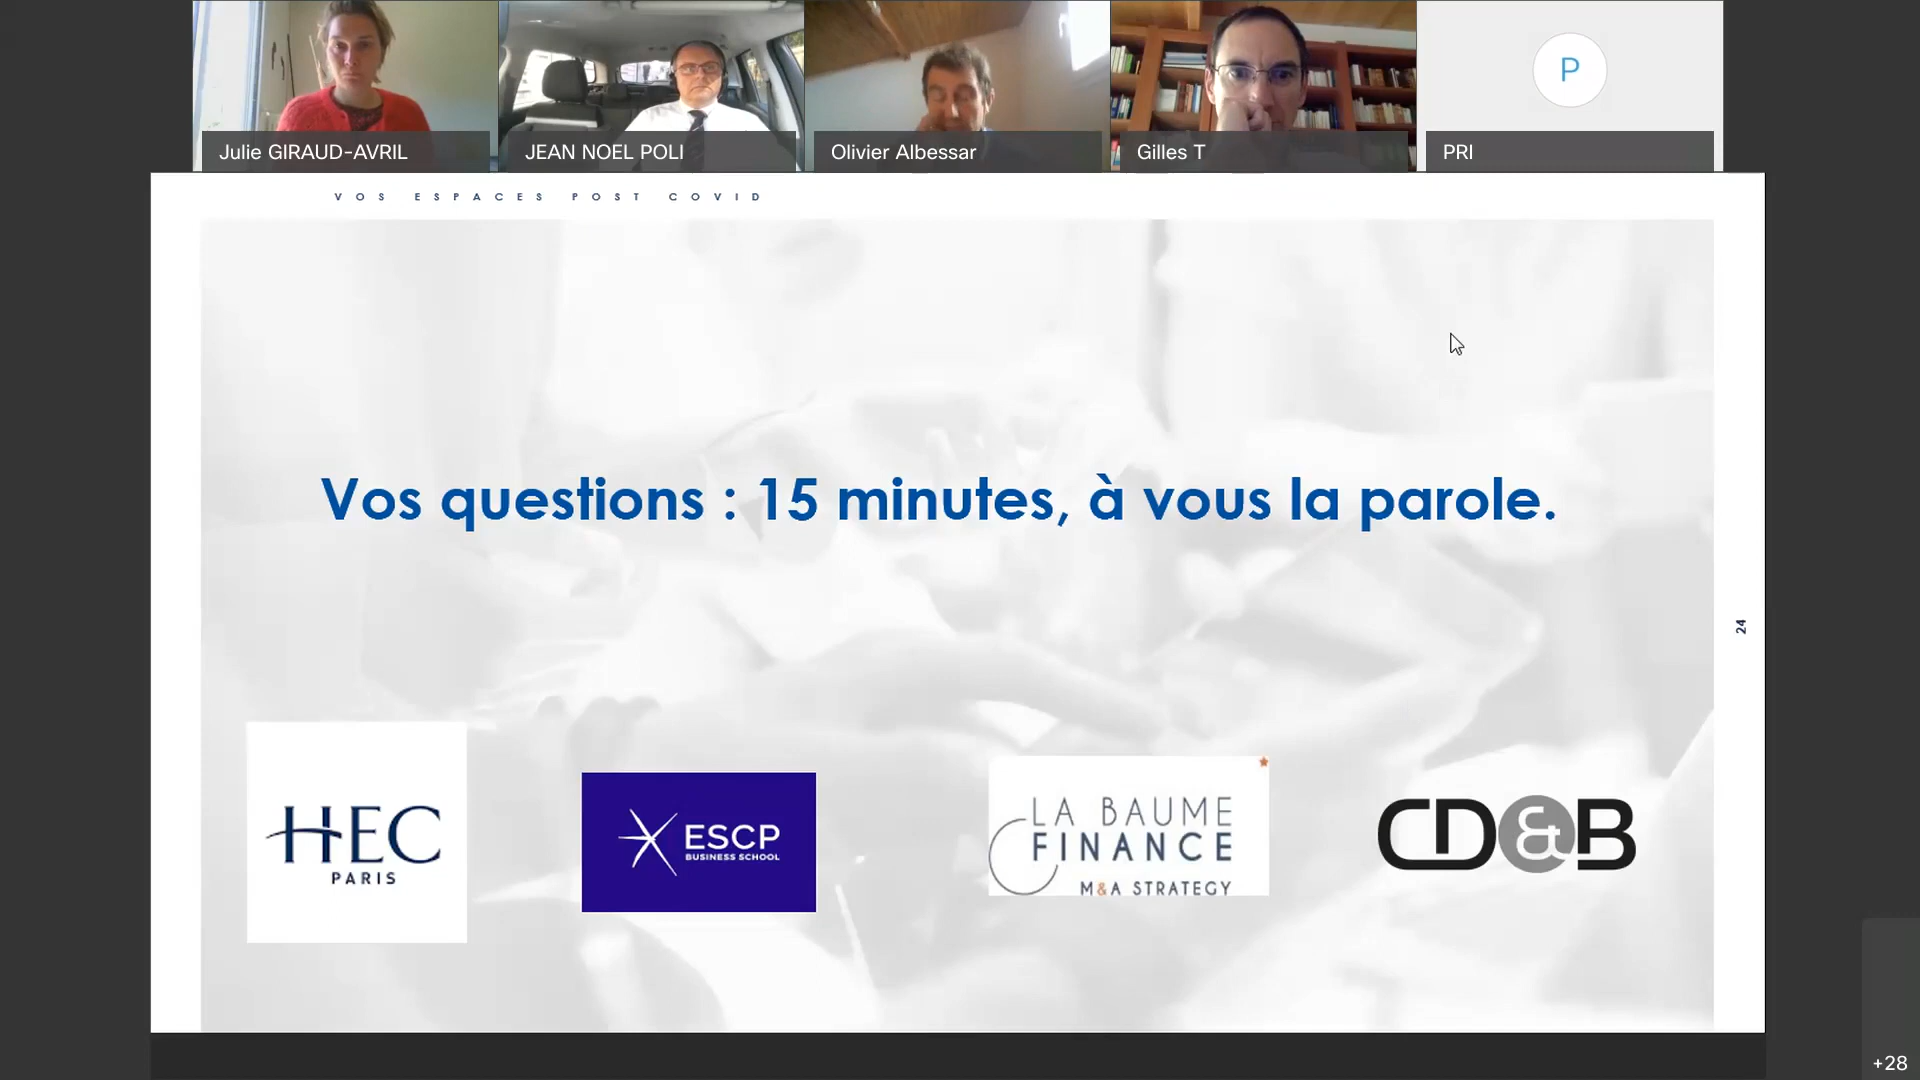 Julie GIRAUD-AVRIL
JEAN NOEL POLI
Olivier Albessar
Gilles T
P
PRI
VOS ESPACES POST COVID
Vos questions : 15 minutes, à vous la parole.
24
HEC
PARIS
ESCP
BUSINESS SCHOOL
LA BAUME
FINANCE
M&A STRATEGY
CD&B
+28